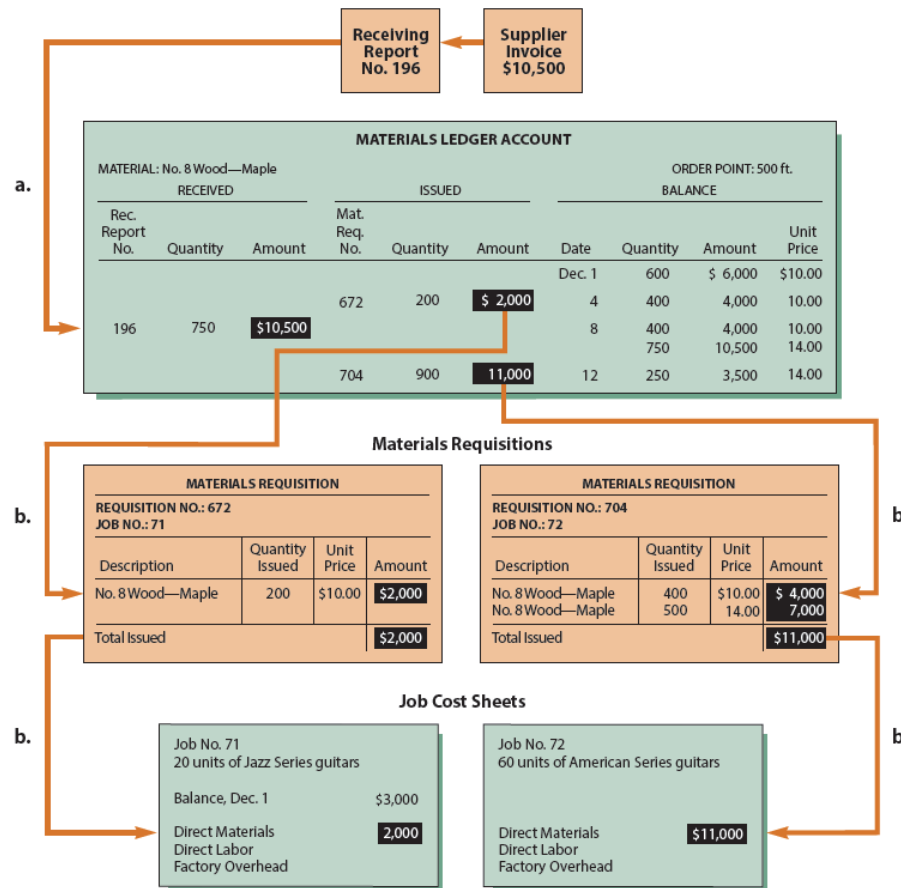 Receiving Report No. 196
Supplier Invoice $10,500
a.
MATERIALS LEDGER ACCOUNT
MATERIAL: No. 8 Wood—Maple ORDER POINT: 500 ft.
RECEIVED ISSUED BALANCE
Rec. Report No. Quantity Amount Mat. Req. No. Quantity Amount Date Quantity Amount Unit Price
Dec. 1 600 $ 6,000 $10.00
672 200 $ 2,000 4 400 4,000 10.00
196 750 $10,500 8 400 4,000 10.00
750 10,500 14.00
704 900 11,000 12 250 3,500 14.00
Materials Requisitions
b.
MATERIALS REQUISITION
REQUISITION NO.: 672
JOB NO.: 71
Description Quantity Issued Unit Price Amount
No. 8 Wood—Maple 200 $10.00 $2,000
Total Issued $2,000
MATERIALS REQUISITION
REQUISITION NO.: 704
JOB NO.: 72
Description Quantity Issued Unit Price Amount
No. 8 Wood—Maple 400 $10.00 $ 4,000
No. 8 Wood—Maple 500 14.00 7,000
Total Issued $11,000
Job Cost Sheets
b.
Job No. 71
20 units of Jazz Series guitars
Balance, Dec. 1 $3,000
Direct Materials 2,000
Direct Labor
Factory Overhead
Job No. 72
60 units of American Series guitars
Direct Materials $11,000
Direct Labor
Factory Overhead